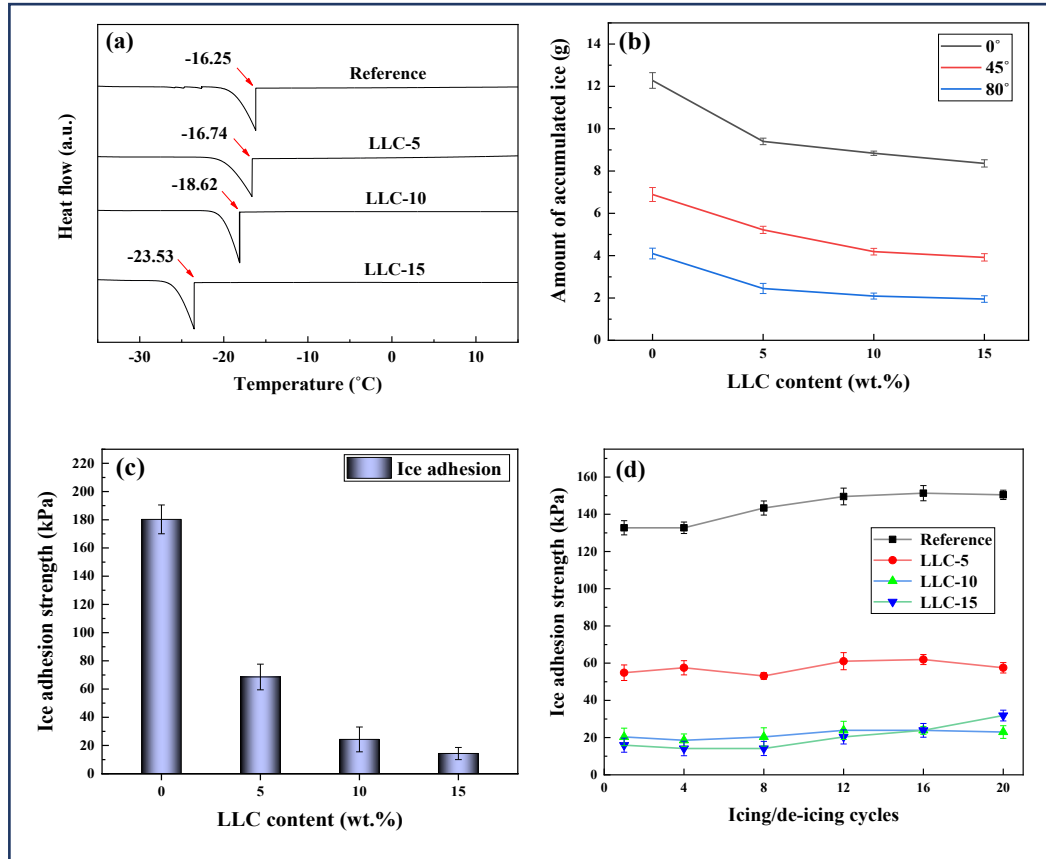 (a)
-16.25
Reference
-16.74
LLC-5
-18.62
LLC-10
-23.53
LLC-15
Heat flow (a.u.)
-30 -20 -10 0 10
Temperature (˚C)
(b)
0˚
45˚
80˚
14
12
10
8
6
4
2
0
Amount of accumulated ice (g)
0 5 10 15
LLC content (wt.%)
(c)
Ice adhesion
220
200
180
160
140
120
100
80
60
40
20
0
Ice adhesion strength (kPa)
0 5 10 15
LLC content (wt.%)
(d)
Reference
LLC-5
LLC-10
LLC-15
160
140
120
100
80
60
40
20
0
Ice adhesion strength (kPa)
0 4 8 12 16 20
Icing/de-icing cycles